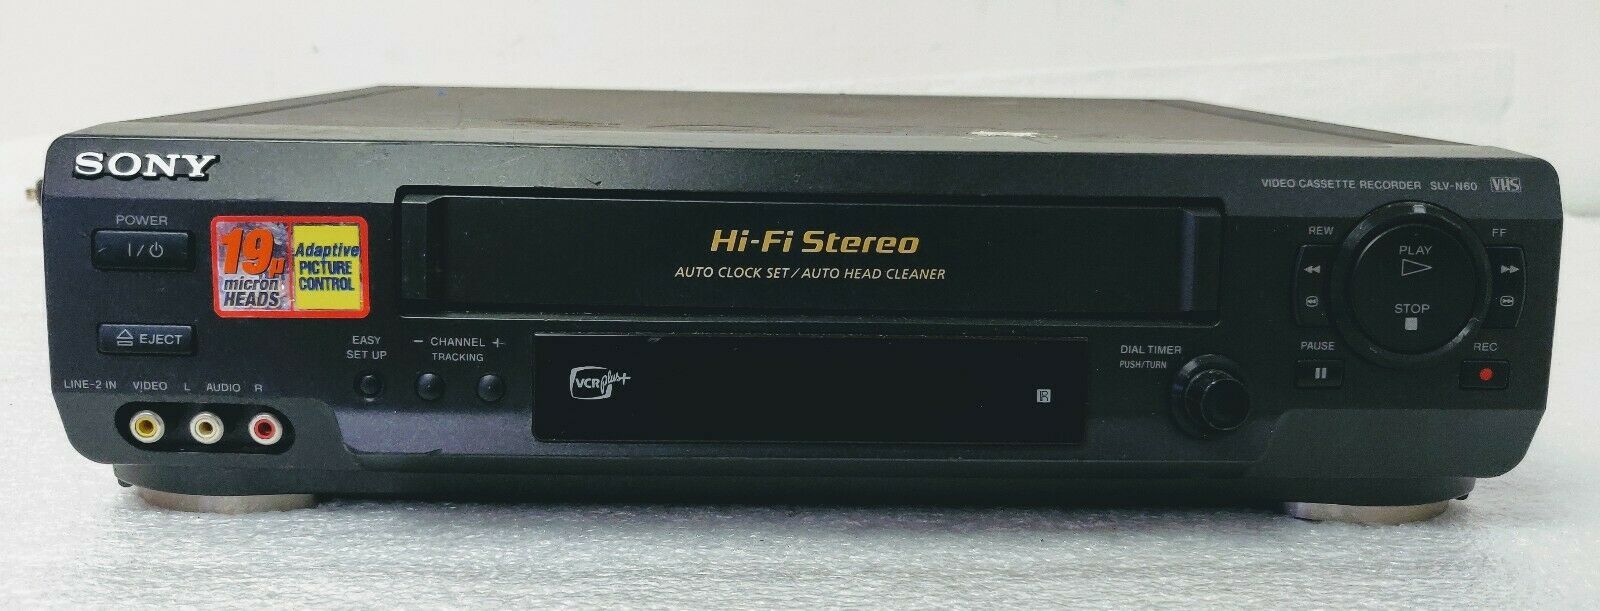 SONY
VIDEO CASSETTE RECORDER SLV-N60 VHS
POWER
I/⏻
19µ
micron
HEADS
Adaptive
PICTURE
CONTROL
Hi-Fi Stereo
AUTO CLOCK SET/AUTO HEAD CLEANER
REW
FF
PLAY
STOP
EJECT
EASY
SET UP
− CHANNEL +
TRACKING
VCR plus+
DIAL TIMER
PUSH/TURN
PAUSE
REC
LINE-2 IN VIDEO L AUDIO R